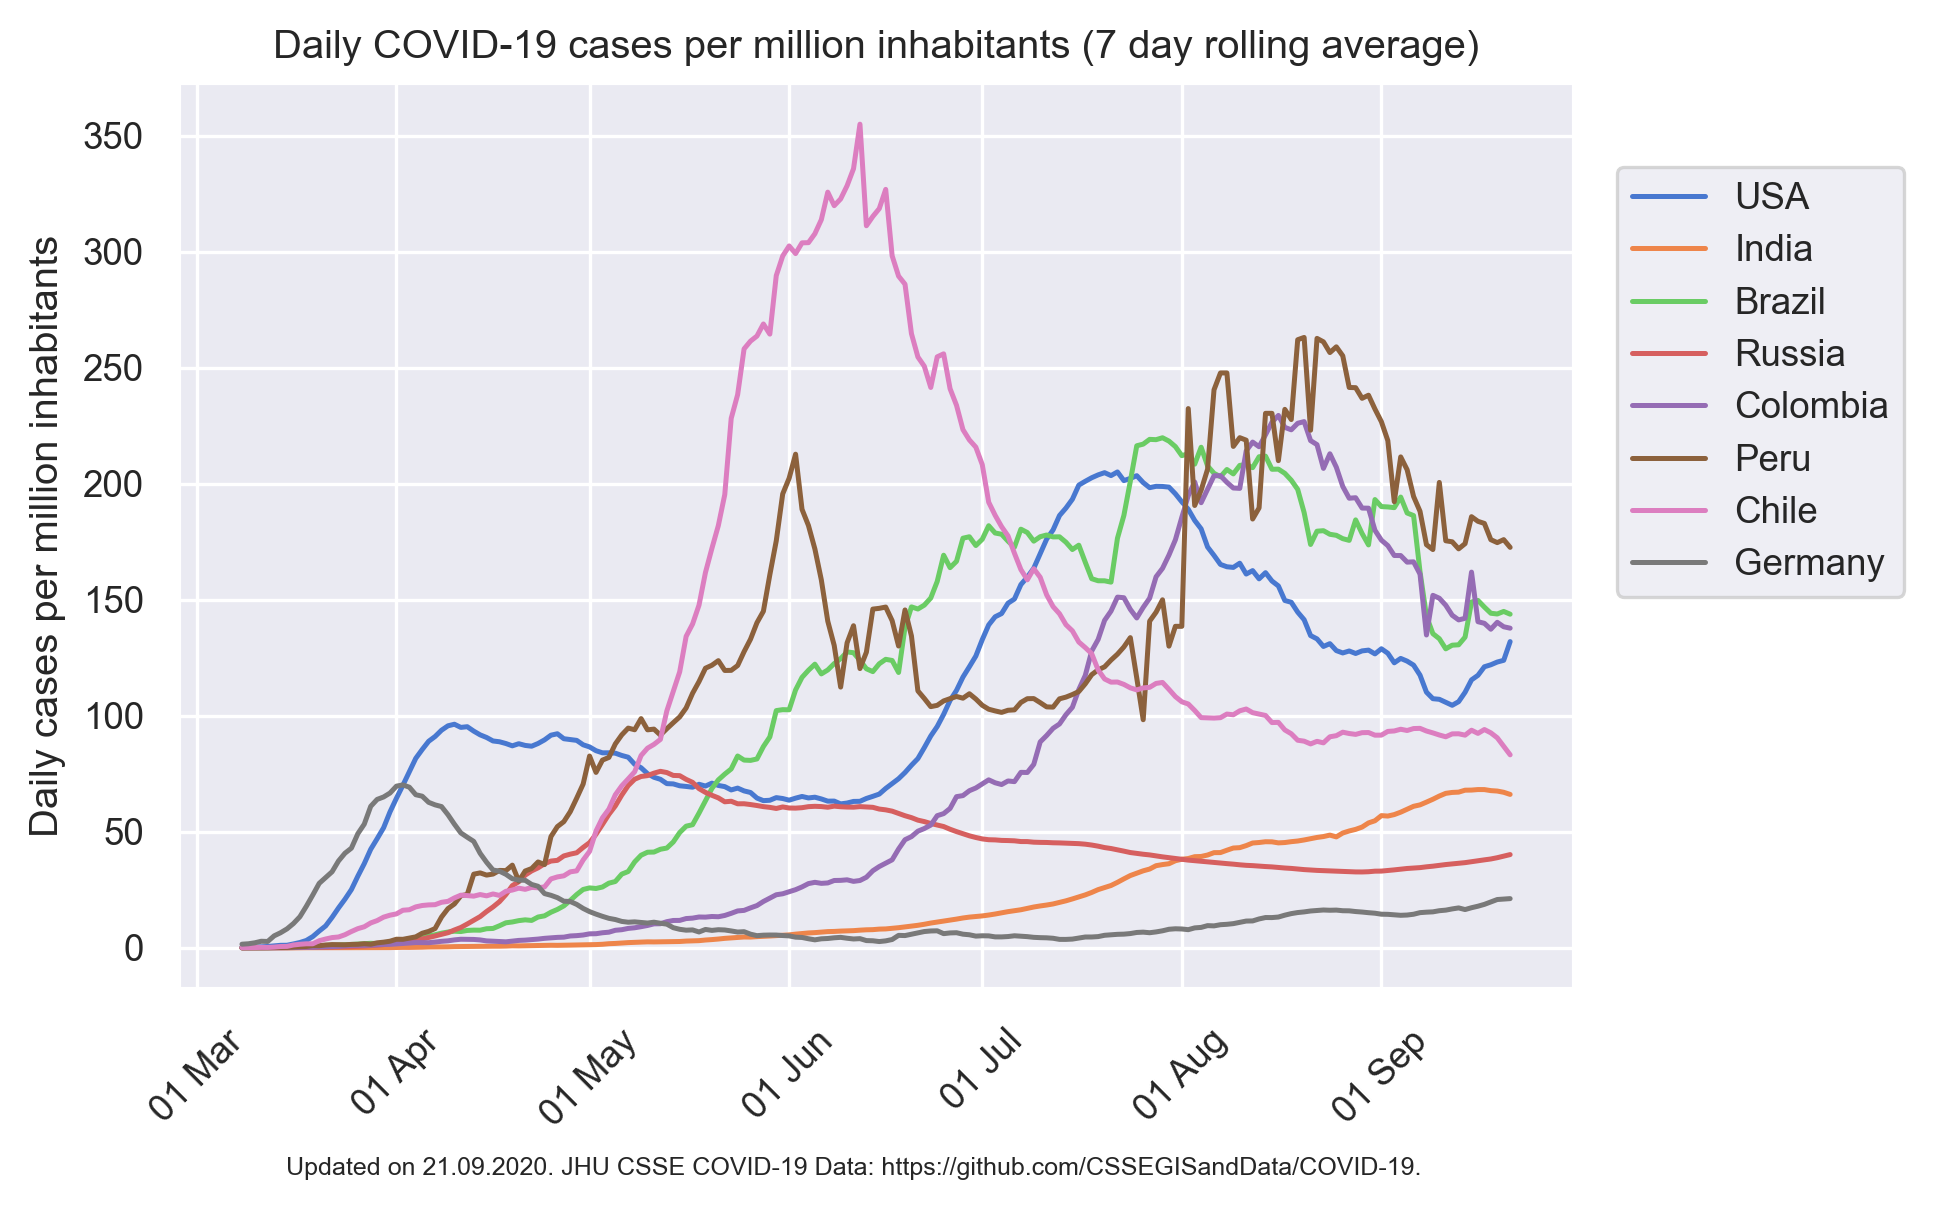 Daily COVID-19 cases per million inhabitants (7 day rolling average)
Daily cases per million inhabitants
350
300
250
200
150
100
50
0
01 Mar
01 Apr
01 May
01 Jun
01 Jul
01 Aug
01 Sep
USA
India
Brazil
Russia
Colombia
Peru
Chile
Germany
Updated on 21.09.2020. JHU CSSE COVID-19 Data: https://github.com/CSSEGISandData/COVID-19.